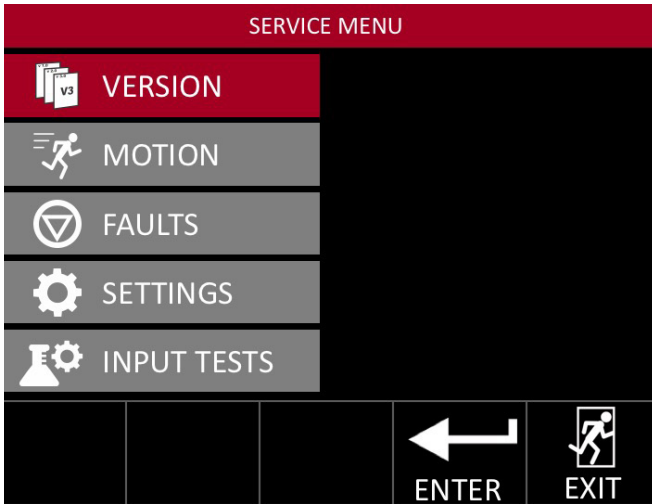 SERVICE MENU
V3
VERSION
MOTION
FAULTS
SETTINGS
INPUT TESTS
ENTER
EXIT